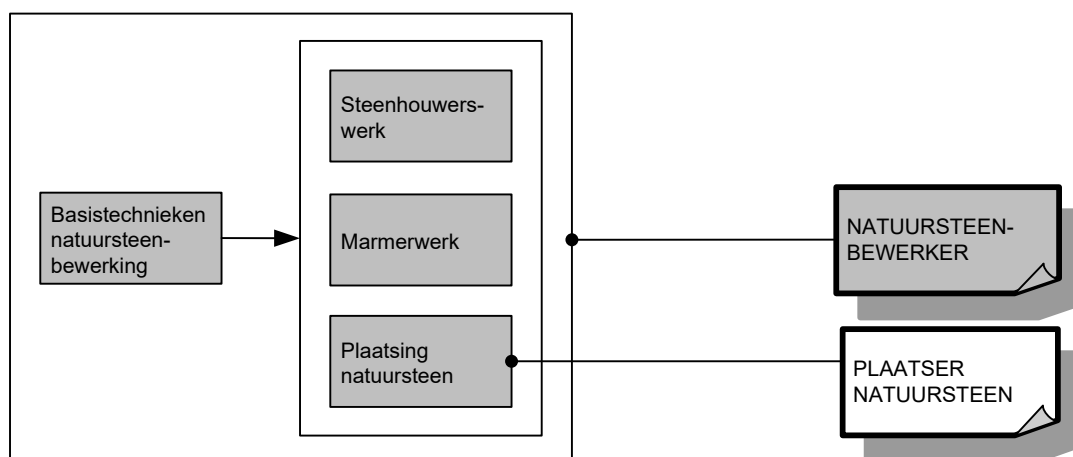 Steenhouwers-
werk
Basistechnieken
natuursteen-
bewerking
Marmerwerk
Plaatsing
natuursteen
NATUURSTEEN-
BEWERKER
PLAATSER
NATUURSTEEN